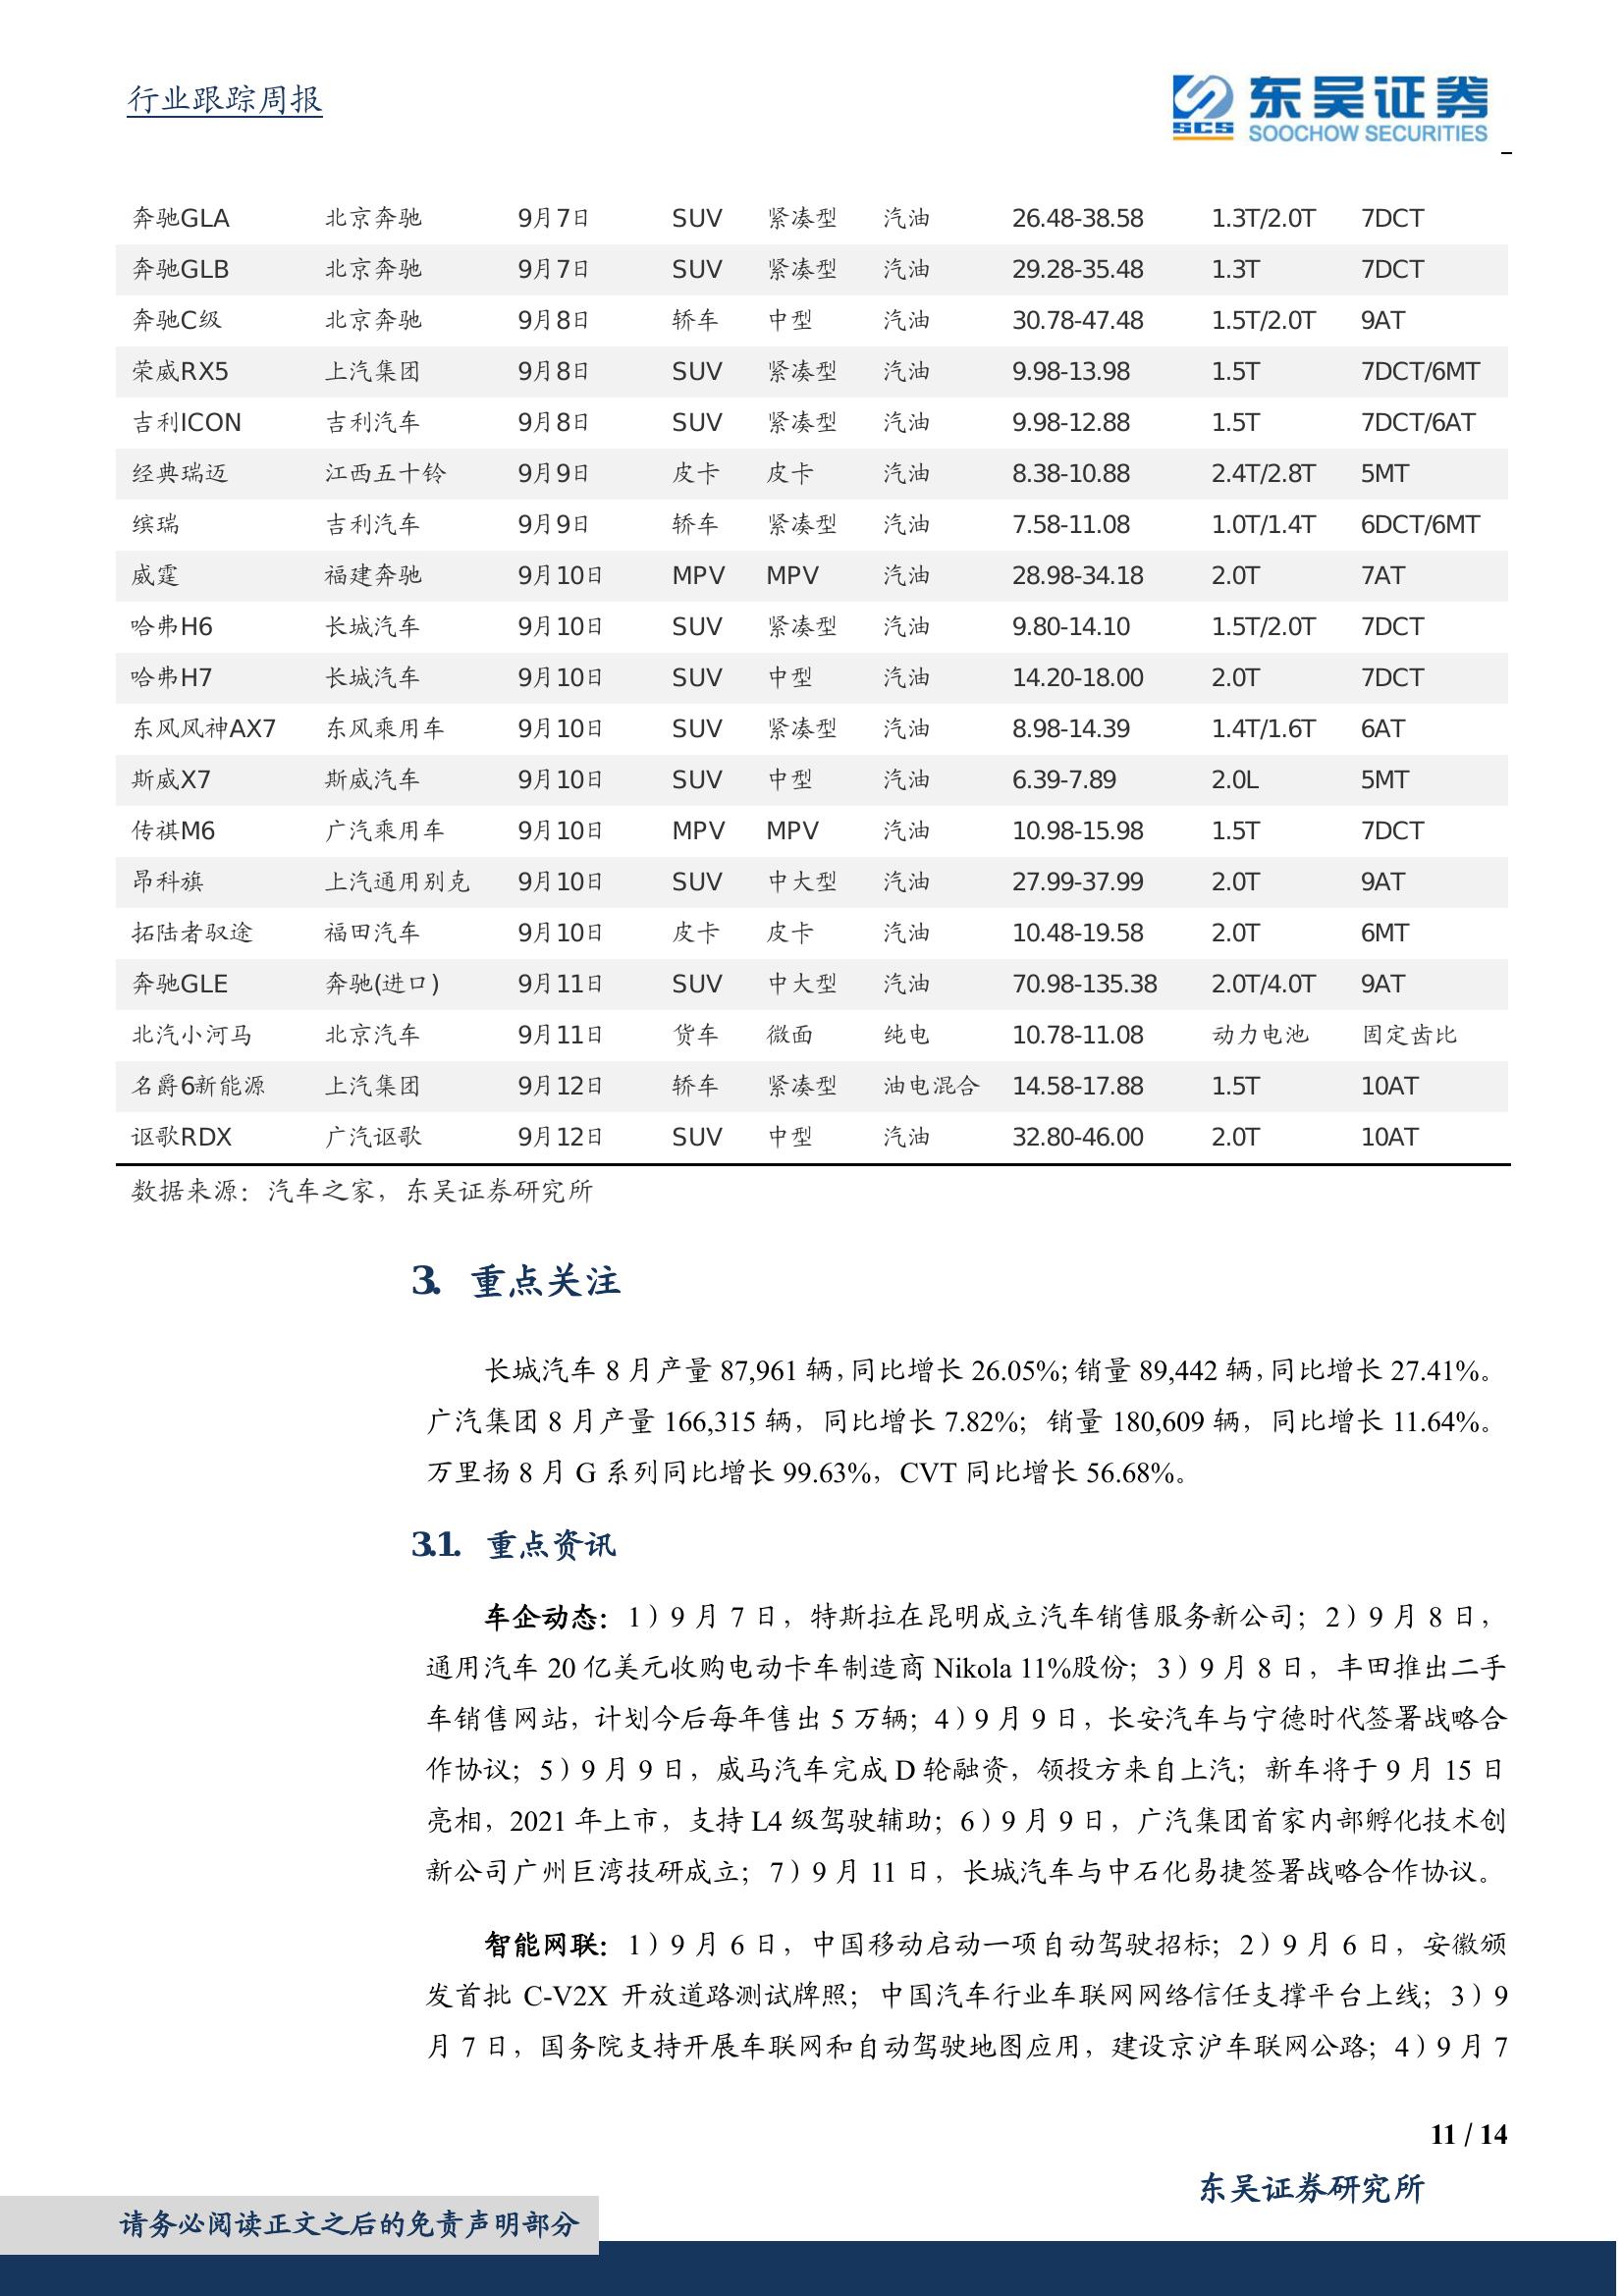 行业跟踪周报
东吴证券
SCS
SOOCHOW SECURITIES
奔驰GLA 北京奔驰 9月7日 SUV 紧凑型 汽油 26.48-38.58 1.3T/2.0T 7DCT
奔驰GLB 北京奔驰 9月7日 SUV 紧凑型 汽油 29.28-35.48 1.3T 7DCT
奔驰C级 北京奔驰 9月8日 轿车 中型 汽油 30.78-47.48 1.5T/2.0T 9AT
荣威RX5 上汽集团 9月8日 SUV 紧凑型 汽油 9.98-13.98 1.5T 7DCT/6MT
吉利ICON 吉利汽车 9月8日 SUV 紧凑型 汽油 9.98-12.88 1.5T 7DCT/6AT
经典瑞迈 江西五十铃 9月9日 皮卡 皮卡 汽油 8.38-10.88 2.4T/2.8T 5MT
缤瑞 吉利汽车 9月9日 轿车 紧凑型 汽油 7.58-11.08 1.0T/1.4T 6DCT/6MT
威霆 福建奔驰 9月10日 MPV MPV 汽油 28.98-34.18 2.0T 7AT
哈弗H6 长城汽车 9月10日 SUV 紧凑型 汽油 9.80-14.10 1.5T/2.0T 7DCT
哈弗H7 长城汽车 9月10日 SUV 中型 汽油 14.20-18.00 2.0T 7DCT
东风风神AX7 东风乘用车 9月10日 SUV 紧凑型 汽油 8.98-14.39 1.4T/1.6T 6AT
斯威X7 斯威汽车 9月10日 SUV 中型 汽油 6.39-7.89 2.0L 5MT
传祺M6 广汽乘用车 9月10日 MPV MPV 汽油 10.98-15.98 1.5T 7DCT
昂科旗 上汽通用别克 9月10日 SUV 中大型 汽油 27.99-37.99 2.0T 9AT
拓陆者驭途 福田汽车 9月10日 皮卡 皮卡 汽油 10.48-19.58 2.0T 6MT
奔驰GLE 奔驰(进口) 9月11日 SUV 中大型 汽油 70.98-135.38 2.0T/4.0T 9AT
北汽小河马 北京汽车 9月11日 货车 微面 纯电 10.78-11.08 动力电池 固定齿比
名爵6新能源 上汽集团 9月12日 轿车 紧凑型 油电混合 14.58-17.88 1.5T 10AT
讴歌RDX 广汽讴歌 9月12日 SUV 中型 汽油 32.80-46.00 2.0T 10AT
数据来源：汽车之家，东吴证券研究所
3. 重点关注
长城汽车 8 月产量 87,961 辆，同比增长 26.05%；销量 89,442 辆，同比增长 27.41%。
广汽集团 8 月产量 166,315 辆，同比增长 7.82%；销量 180,609 辆，同比增长 11.64%。
万里扬 8 月 G 系列同比增长 99.63%，CVT 同比增长 56.68%。
3.1. 重点资讯
车企动态：1）9 月 7 日，特斯拉在昆明成立汽车销售服务新公司；2）9 月 8 日，
通用汽车 20 亿美元收购电动卡车制造商 Nikola 11%股份；3）9 月 8 日，丰田推出二手
车销售网站，计划今后每年售出 5 万辆；4）9 月 9 日，长安汽车与宁德时代签署战略合
作协议；5）9 月 9 日，威马汽车完成 D 轮融资，领投方来自上汽；新车将于 9 月 15 日
亮相，2021 年上市，支持 L4 级驾驶辅助；6）9 月 9 日，广汽集团首家内部孵化技术创
新公司广州巨湾技研成立；7）9 月 11 日，长城汽车与中石化易捷签署战略合作协议。
智能网联：1）9 月 6 日，中国移动启动一项自动驾驶招标；2）9 月 6 日，安徽颁
发首批 C-V2X 开放道路测试牌照；中国汽车行业车联网网络信任支撑平台上线；3）9
月 7 日，国务院支持开展车联网和自动驾驶地图应用，建设京沪车联网公路；4）9 月 7
11 / 14
东吴证券研究所
请务必阅读正文之后的免责声明部分